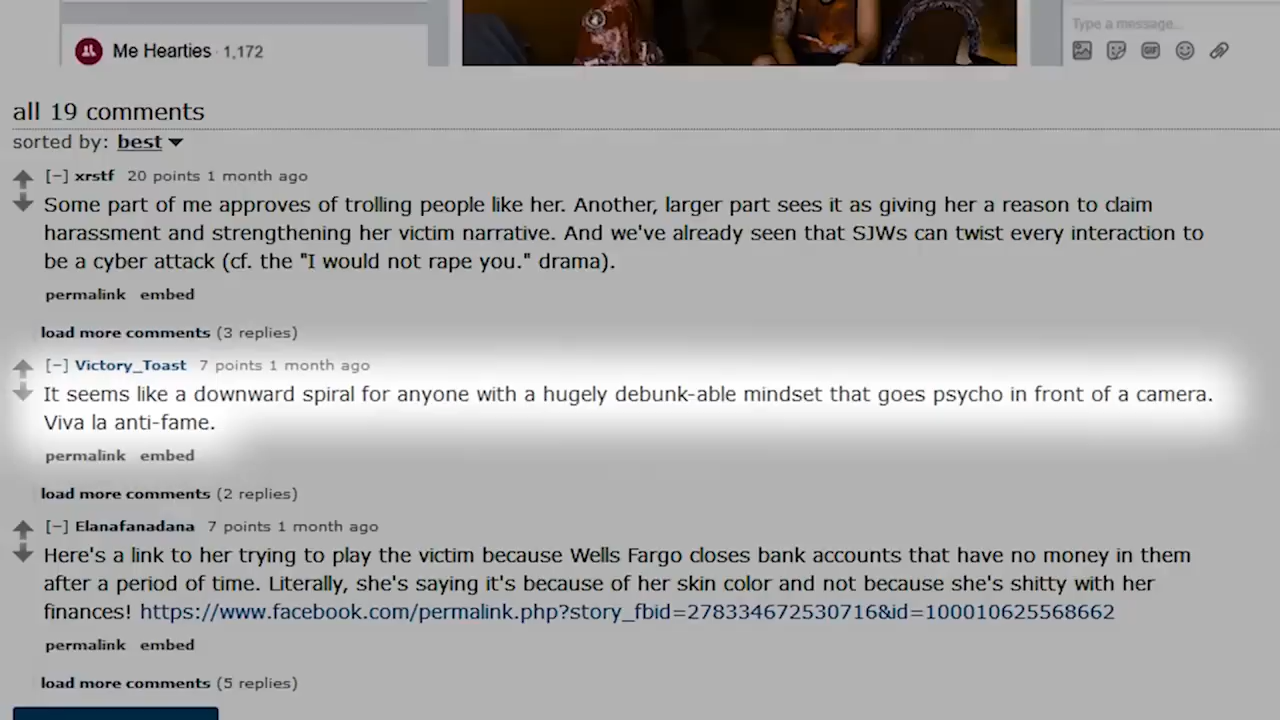 Me Hearties · 1,172
Type a message...
GIF
all 19 comments
sorted by: best
[–] xrstf 20 points 1 month ago
Some part of me approves of trolling people like her. Another, larger part sees it as giving her a reason to claim
harassment and strengthening her victim narrative. And we've already seen that SJWs can twist every interaction to
be a cyber attack (cf. the "I would not rape you." drama).
permalink embed
load more comments (3 replies)
[–] Victory_Toast 7 points 1 month ago
It seems like a downward spiral for anyone with a hugely debunk-able mindset that goes psycho in front of a camera.
Viva la anti-fame.
permalink embed
load more comments (2 replies)
[–] Elanafanadana 7 points 1 month ago
Here's a link to her trying to play the victim because Wells Fargo closes bank accounts that have no money in them
after a period of time. Literally, she's saying it's because of her skin color and not because she's shitty with her
finances! https://www.facebook.com/permalink.php?story_fbid=278334672530716&id=100010625568662
permalink embed
load more comments (5 replies)